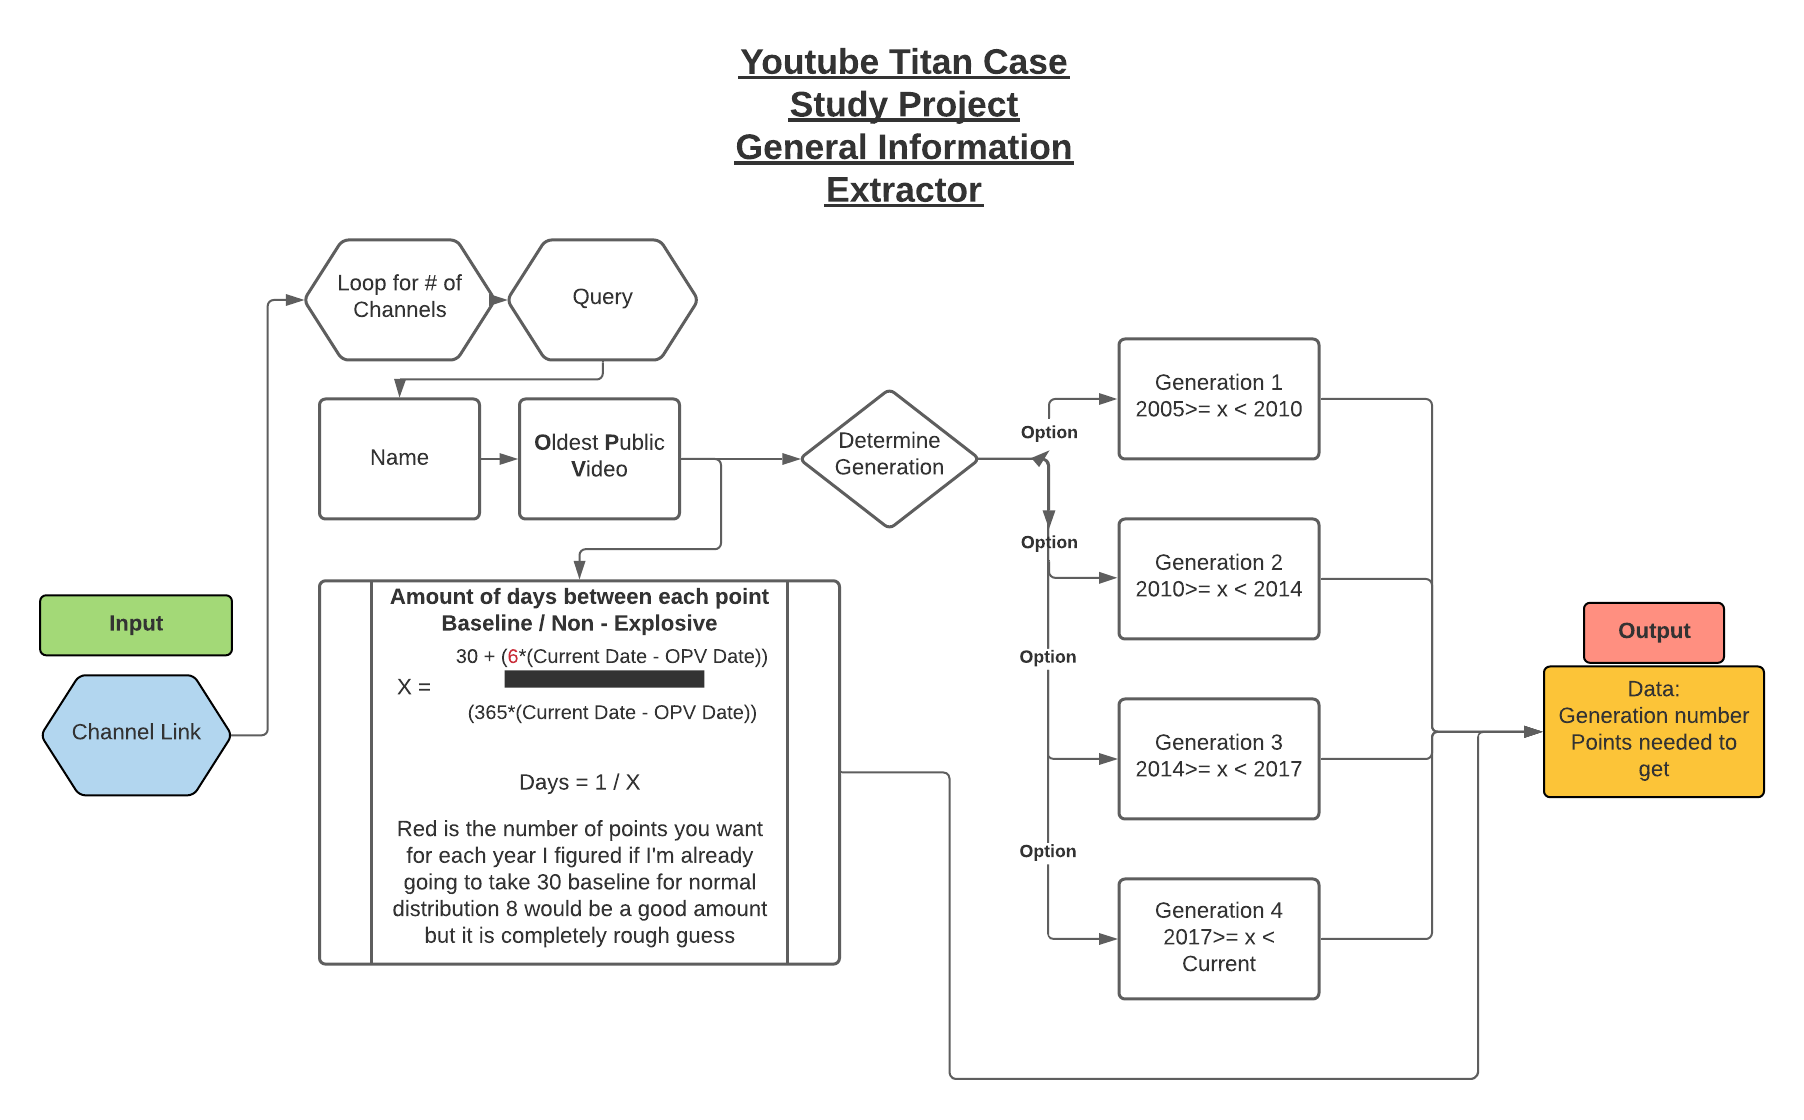 Youtube Titan Case
Study Project
General Information
Extractor
Loop for # of
Channels
Query
Name
Oldest Public
Video
Determine
Generation
Option
Option
Option
Option
Generation 1
2005>= x < 2010
Generation 2
2010>= x < 2014
Generation 3
2014>= x < 2017
Generation 4
2017>= x <
Current
Input
Channel Link
Amount of days between each point
Baseline / Non - Explosive
30 + (6*(Current Date - OPV Date))
X =
(365*(Current Date - OPV Date))
Days = 1 / X
Red is the number of points you want
for each year I figured if I'm already
going to take 30 baseline for normal
distribution 8 would be a good amount
but it is completely rough guess
Output
Data:
Generation number
Points needed to
get